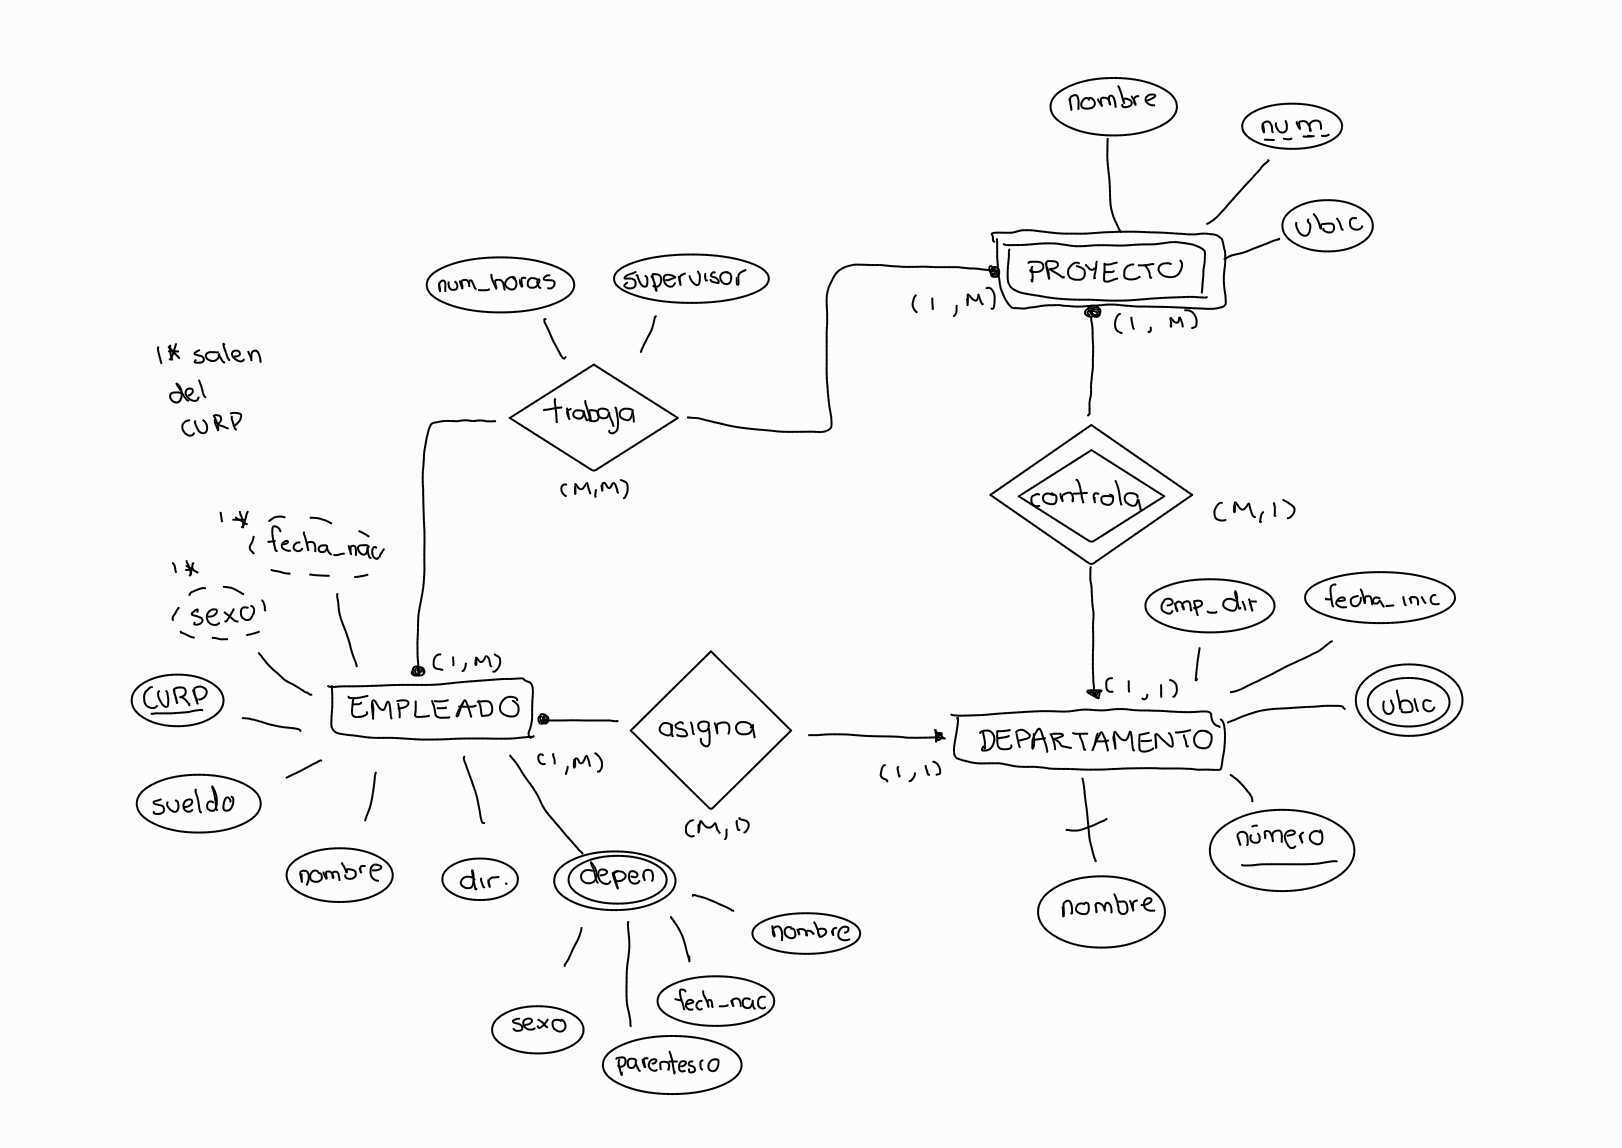 nombre
num
ubic
PROYECTO
(1,M)
(1,M)
num_horas
supervisor
trabaja
(M,M)
1* salen
del
CURP
controla
(M,1)
1*
fecha_nac
1*
sexo
CURP
sueldo
nombre
dir.
(1,M)
EMPLEADO
(1,M)
asigna
(M,1)
depen
nombre
fech_nac
sexo
parentesco
emp_dir
fecha_inic
ubic
(1,1)
DEPARTAMENTO
(1,1)
número
nombre